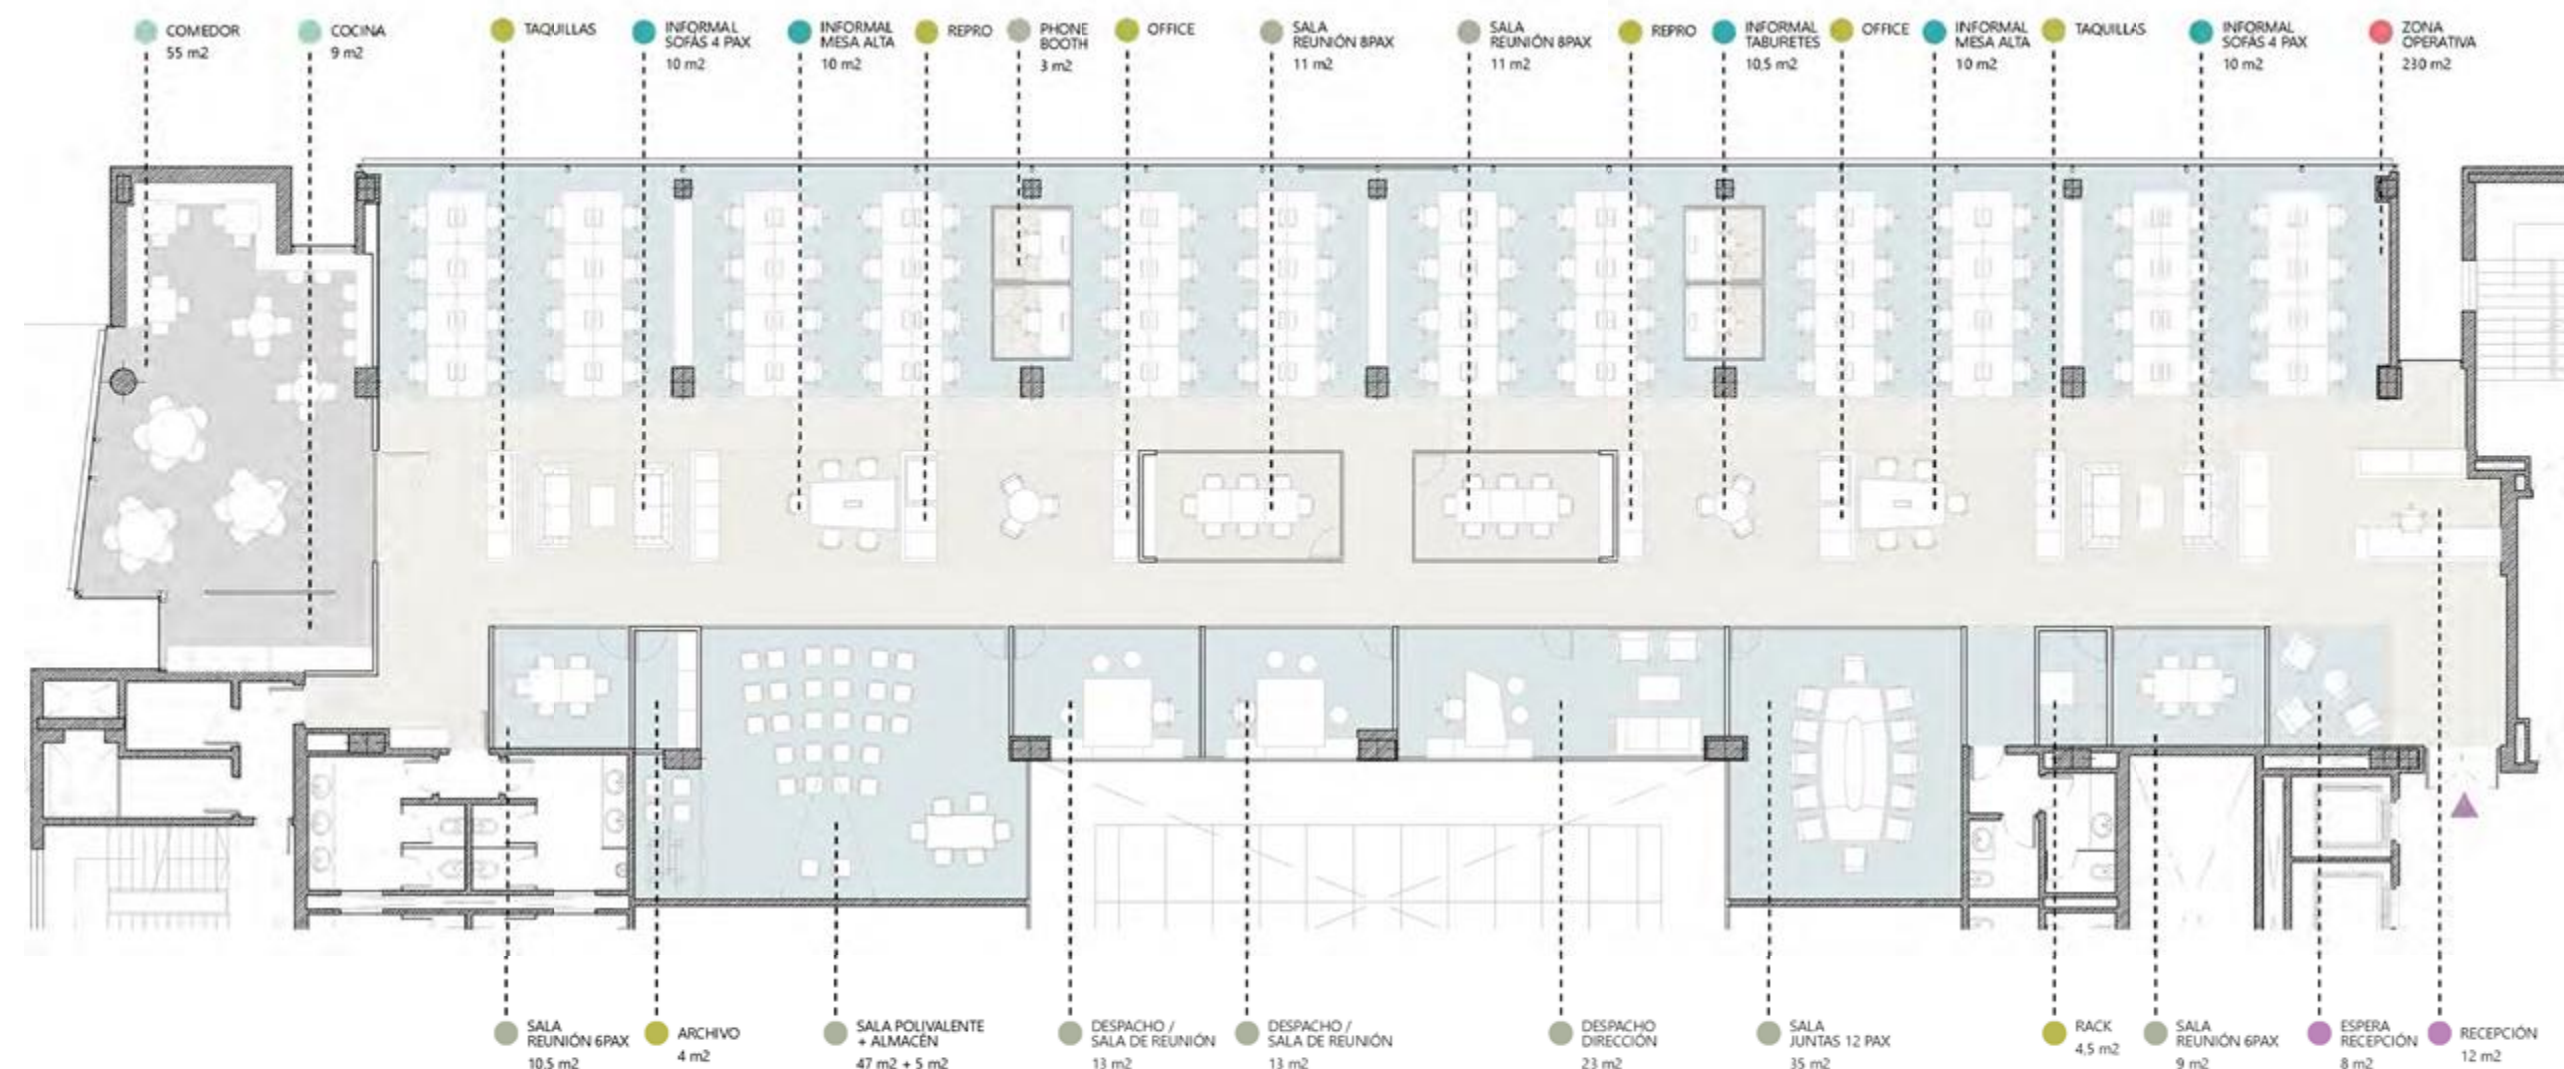 COMEDOR
55 m2
COCINA
9 m2
TAQUILLAS
INFORMAL
SOFÁS 4 PAX
10 m2
INFORMAL
MESA ALTA
10 m2
REPRO
PHONE
BOOTH
3 m2
OFFICE
SALA
REUNIÓN 8PAX
11 m2
SALA
REUNIÓN 8PAX
11 m2
REPRO
INFORMAL
TABURETES
10,5 m2
OFFICE
INFORMAL
MESA ALTA
10 m2
TAQUILLAS
INFORMAL
SOFÁS 4 PAX
10 m2
ZONA
OPERATIVA
230 m2
SALA
REUNIÓN 6PAX
10,5 m2
ARCHIVO
4 m2
SALA POLIVALENTE
+ ALMACÉN
47 m2 + 5 m2
DESPACHO /
SALA DE REUNIÓN
13 m2
DESPACHO /
SALA DE REUNIÓN
13 m2
DESPACHO
DIRECCIÓN
23 m2
SALA
JUNTAS 12 PAX
35 m2
RACK
4,5 m2
SALA
REUNIÓN 6PAX
9 m2
ESPERA
RECEPCIÓN
8 m2
RECEPCIÓN
12 m2